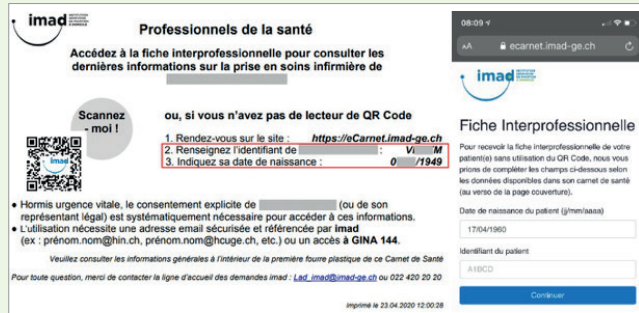 imad
Professionnels de la santé
Accédez à la fiche interprofessionnelle pour consulter les
dernières informations sur la prise en soins infirmière de
Scannez
- moi !
imad
ou, si vous n'avez pas de lecteur de QR Code
1. Rendez-vous sur le site : https://eCarnet.imad-ge.ch
2. Renseignez l'identifiant de : Vi M
3. Indiquez sa date de naissance : 0 /1949
• Hormis urgence vitale, le consentement explicite de (ou de son
représentant légal) est systématiquement nécessaire pour accéder à ces informations.
• L'utilisation nécessite une adresse email sécurisée et référencée par imad
(ex : prénom.nom@hin.ch, prénom.nom@hcuge.ch, etc.) ou un accès à GINA 144.
Veuillez consulter les informations générales à l'intérieur de la première fourre plastique de ce Carnet de Santé
Pour toute question, merci de contacter la ligne d'accueil des demandes imad : Lad_imad@imad-ge.ch ou 022 420 20 20
imprimé le 23.04.2020 12:00:28
08:09
AA ecarnet.imad-ge.ch
imad
Fiche Interprofessionnelle
Pour recevoir la fiche interprofessionnelle de votre
patient(e) sans utilisation du QR Code, nous vous
prions de compléter les champs ci-dessous selon
les données disponibles dans son carnet de santé
(au verso de la page couverture).
Date de naissance du patient (jj/mm/aaaa)
17/04/1960
Identifiant du patient
A1BCD
Continuer